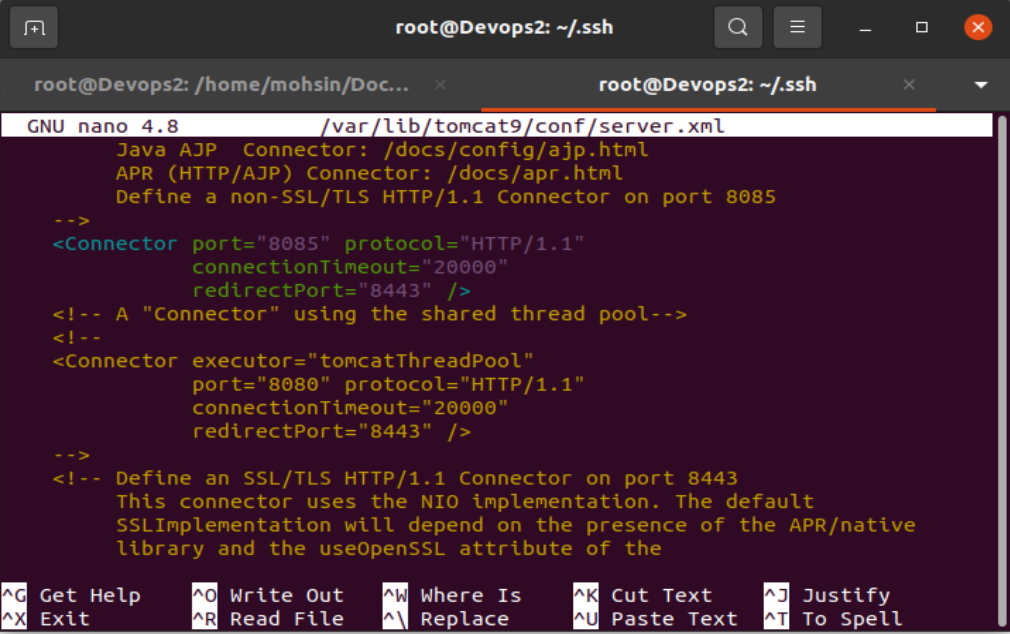 root@Devops2: ~/.ssh
root@Devops2: /home/mohsin/Doc... × root@Devops2: ~/.ssh ×
GNU nano 4.8 /var/lib/tomcat9/conf/server.xml
Java AJP  Connector: /docs/config/ajp.html
APR (HTTP/AJP) Connector: /docs/apr.html
Define a non-SSL/TLS HTTP/1.1 Connector on port 8085
-->
<Connector port="8085" protocol="HTTP/1.1"
connectionTimeout="20000"
redirectPort="8443" />
<!-- A "Connector" using the shared thread pool-->
<!--
<Connector executor="tomcatThreadPool"
port="8080" protocol="HTTP/1.1"
connectionTimeout="20000"
redirectPort="8443" />
-->
<!-- Define an SSL/TLS HTTP/1.1 Connector on port 8443
This connector uses the NIO implementation. The default
SSLImplementation will depend on the presence of the APR/native
library and the useOpenSSL attribute of the
^G Get Help ^O Write Out ^W Where Is ^K Cut Text ^J Justify
^X Exit ^R Read File ^\ Replace ^U Paste Text ^T To Spell